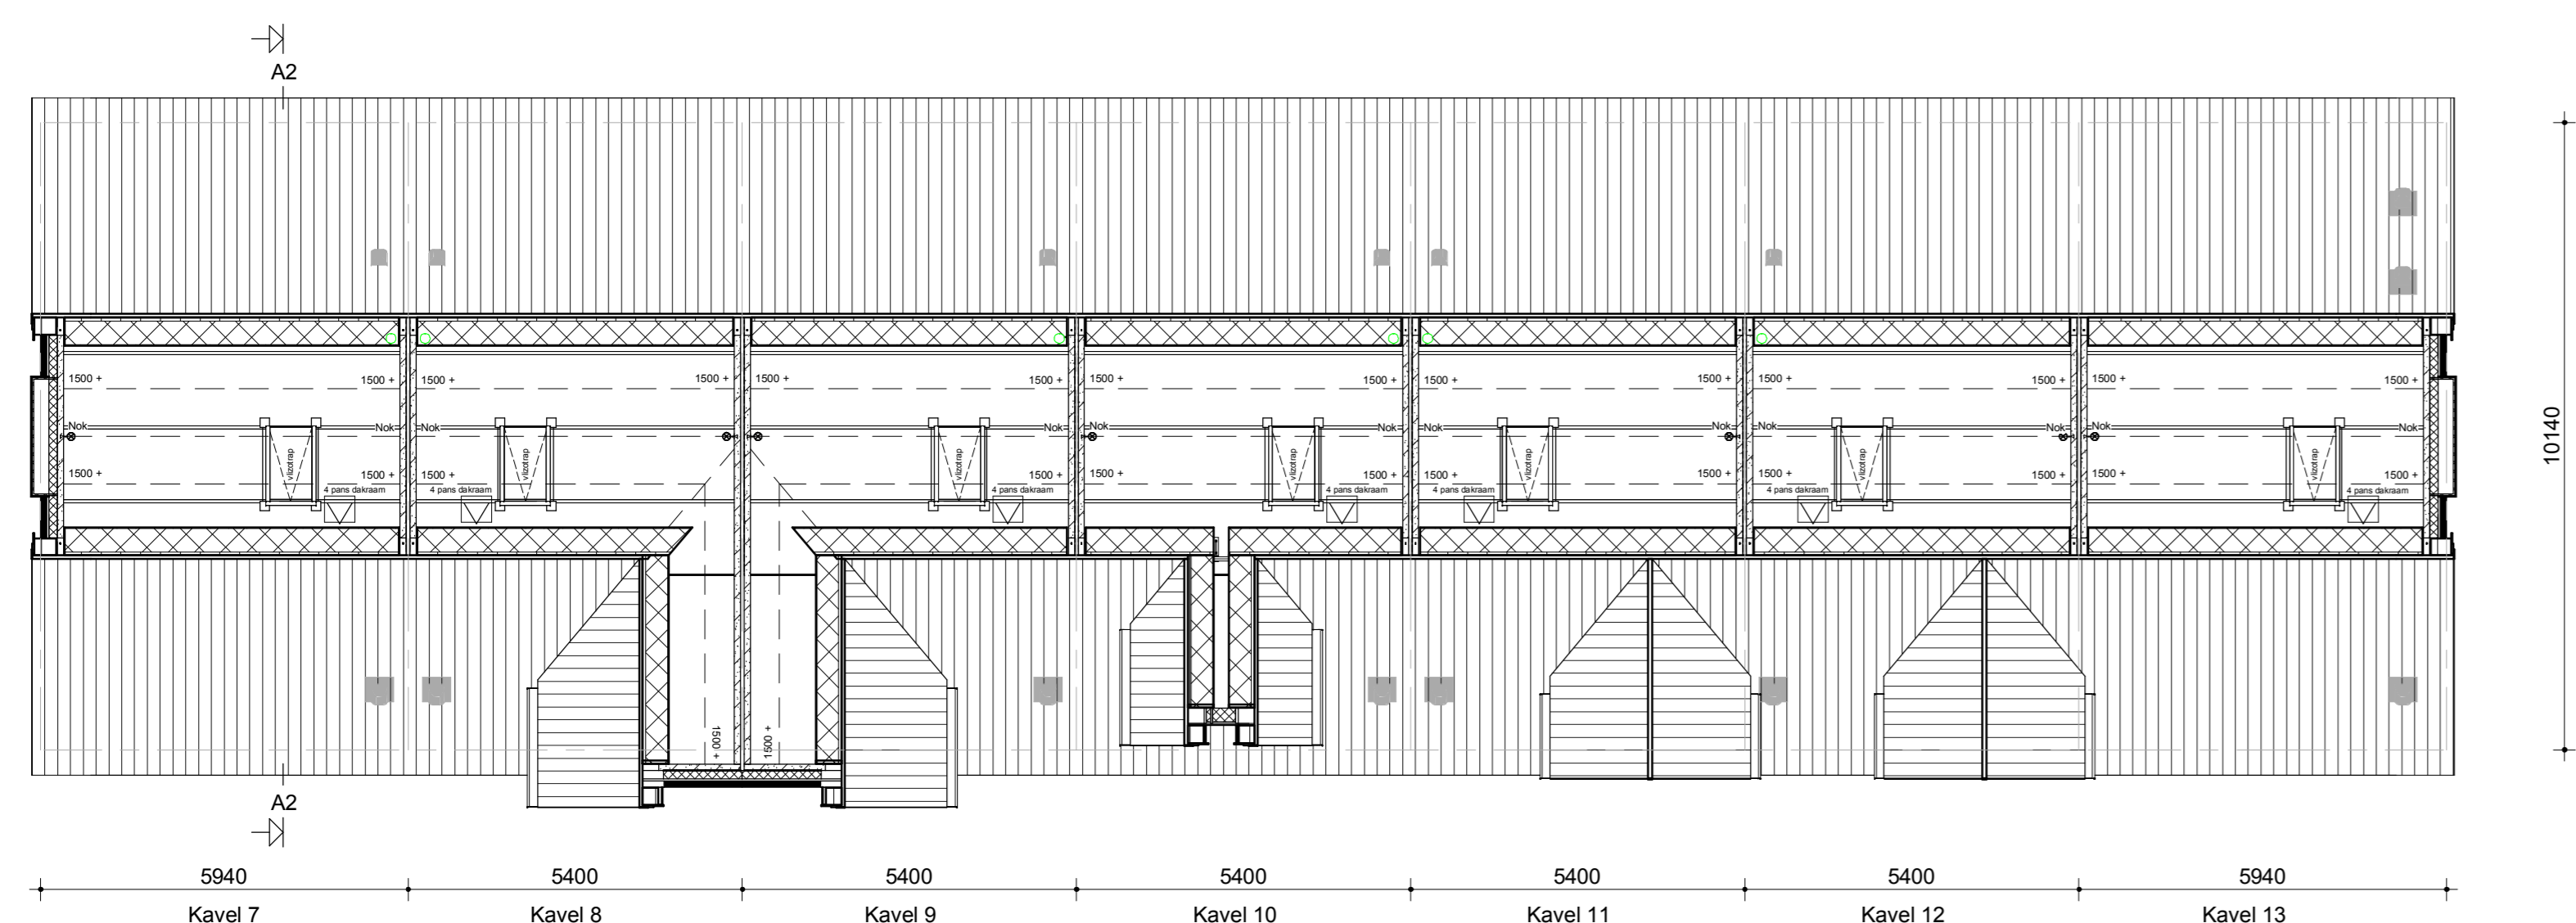 A2
10140
1500 + 1500 + 1500 + 1500 + 1500 + 1500 + 1500 + 1500 + 1500 + 1500 + 1500 + 1500 + 1500 + 1500 +
Nok Nok Nok Nok Nok Nok Nok Nok Nok Nok Nok
vlizotrap vlizotrap vlizotrap vlizotrap vlizotrap vlizotrap vlizotrap
1500 + 1500 + 1500 + 1500 + 1500 + 1500 + 1500 + 1500 + 1500 + 1500 + 1500 + 1500 +
4 pans dakraam 4 pans dakraam 4 pans dakraam 4 pans dakraam 4 pans dakraam 4 pans dakraam 4 pans dakraam
1500 + 1500 +
A2
5940 5400 5400 5400 5400 5400 5940
Kavel 7 Kavel 8 Kavel 9 Kavel 10 Kavel 11 Kavel 12 Kavel 13